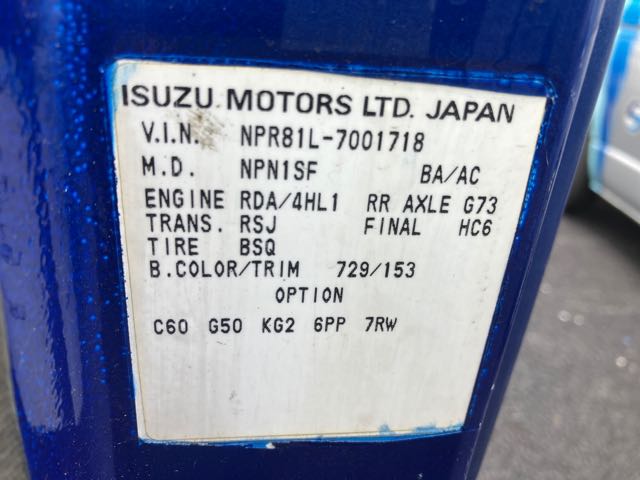 ISUZU MOTORS LTD. JAPAN
V.I.N. NPR81L-7001718
M.D. NPN1SF BA/AC
ENGINE RDA/4HL1 RR AXLE G73
TRANS. RSJ FINAL HC6
TIRE BSQ
B.COLOR/TRIM 729/153
OPTION
C60 G50 KG2 6PP 7RW